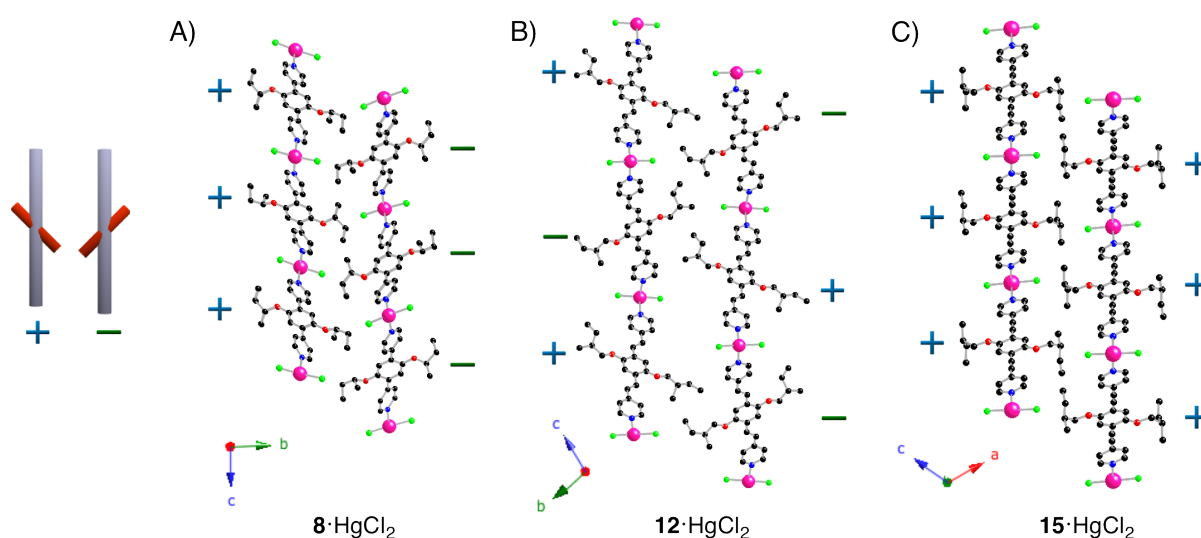 A)
B)
C)
+
+
+
−
−
−
+
−
+
−
+
−
+
+
+
+
+
+
+ −
b
c
c
b
c
a
8·HgCl₂
12·HgCl₂
15·HgCl₂